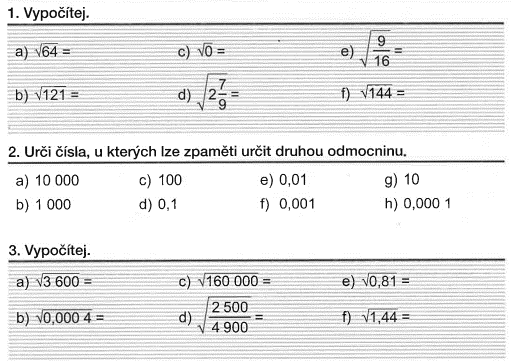 1. Vypočítej.
a) √64 = c) √0 = e) √(9/16) =
b) √121 = d) √(2 7/9) = f) √144 =
2. Urči čísla, u kterých lze zpaměti určit druhou odmocninu.
a) 10 000 c) 100 e) 0,01 g) 10
b) 1 000 d) 0,1 f) 0,001 h) 0,000 1
3. Vypočítej.
a) √3 600 = c) √160 000 = e) √0,81 =
b) √0,000 4 = d) √(2 500/4 900) = f) √1,44 =